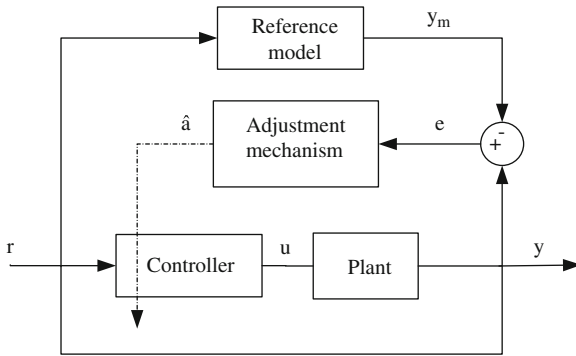 Reference
model
y_m
â
Adjustment
mechanism
e
-
+
r
Controller
u
Plant
y